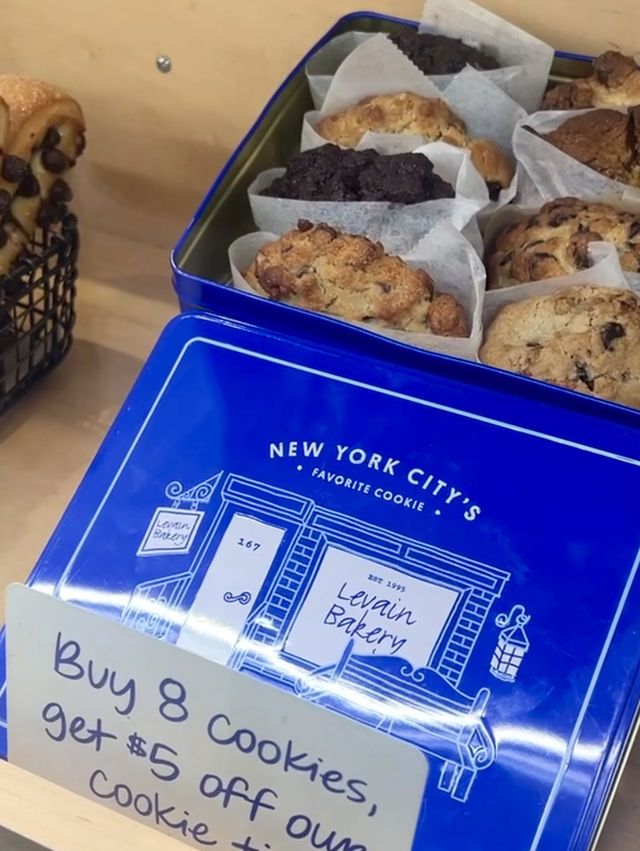 NEW YORK CITY'S
• FAVORITE COOKIE •
Levain
Bakery
167
EST 1995
Levain
Bakery
Buy 8 cookies,
get $5 off our
cookie